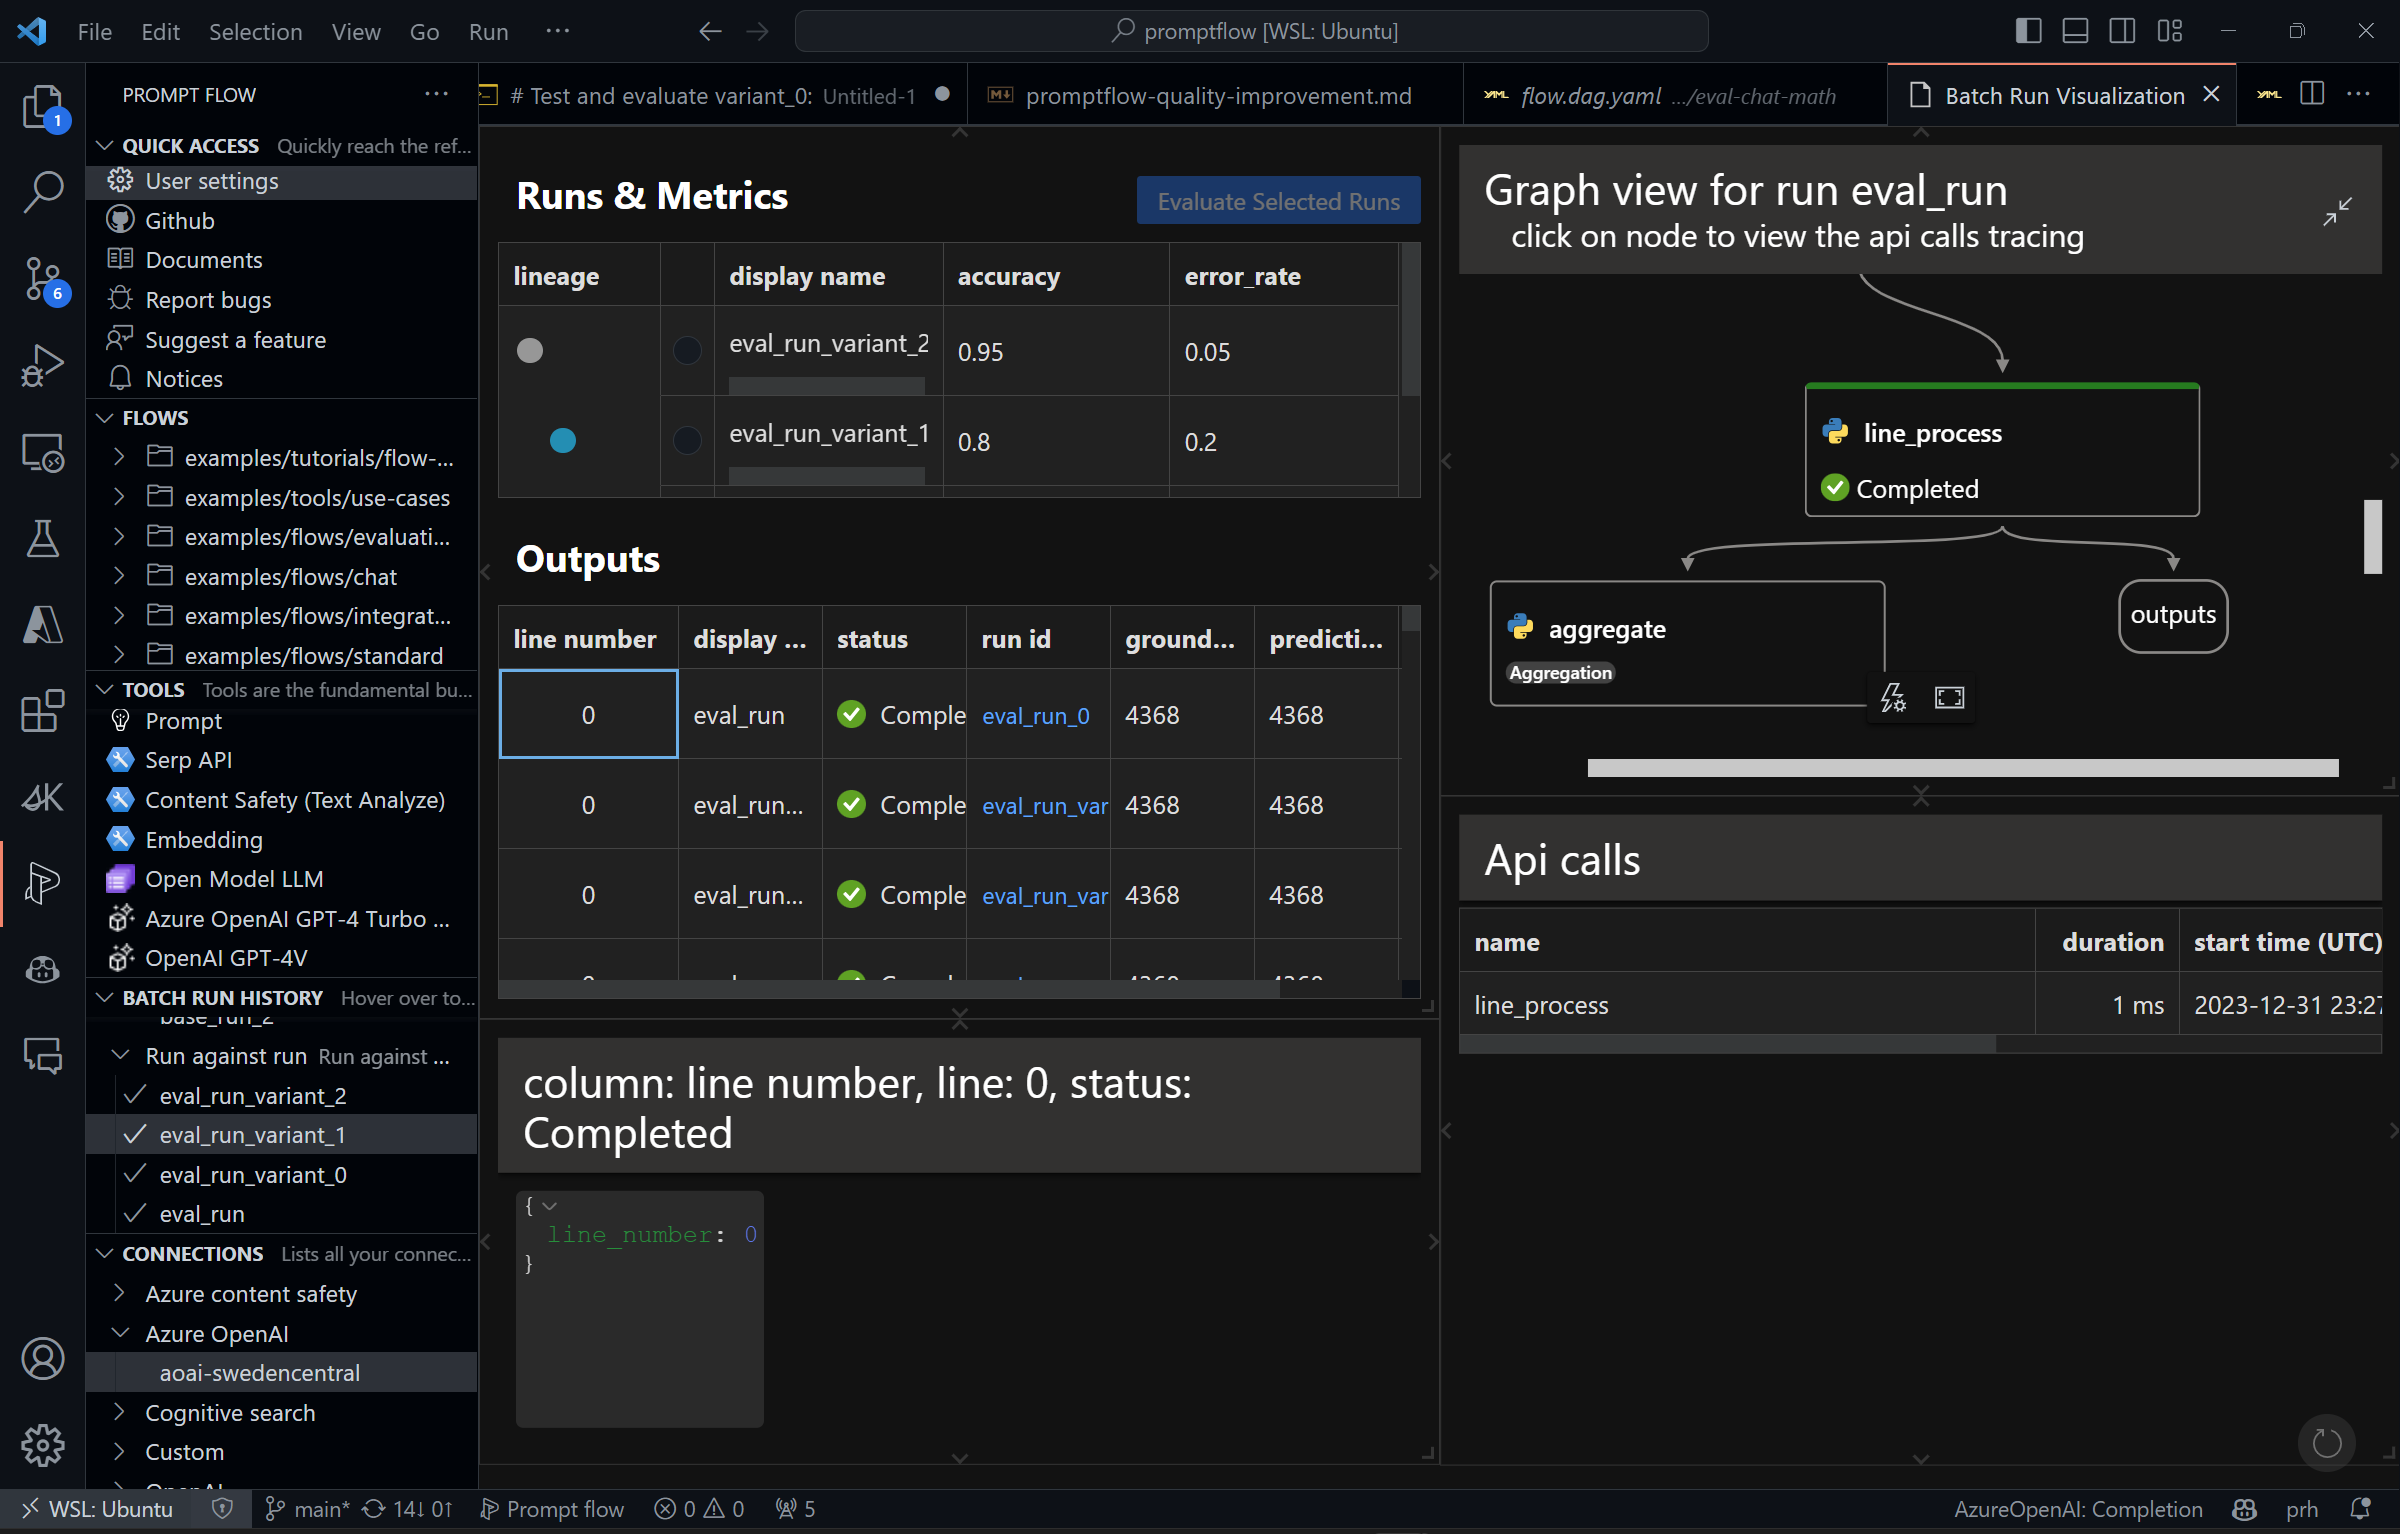 File Edit Selection View Go Run ···
promptflow [WSL: Ubuntu]
PROMPT FLOW
# Test and evaluate variant_0: Untitled-1
promptflow-quality-improvement.md
YAML flow.dag.yaml .../eval-chat-math
Batch Run Visualization
YAML
1
6
QUICK ACCESS Quickly reach the ref...
User settings
Github
Documents
Report bugs
Suggest a feature
Notices
FLOWS
examples/tutorials/flow-...
examples/tools/use-cases
examples/flows/evaluati...
examples/flows/chat
examples/flows/integrat...
examples/flows/standard
TOOLS Tools are the fundamental bu...
Prompt
Serp API
Content Safety (Text Analyze)
Embedding
Open Model LLM
Azure OpenAI GPT-4 Turbo ...
OpenAI GPT-4V
BATCH RUN HISTORY Hover over to...
base_run_2
Run against run Run against ...
eval_run_variant_2
eval_run_variant_1
eval_run_variant_0
eval_run
CONNECTIONS Lists all your connec...
Azure content safety
Azure OpenAI
aoai-swedencentral
Cognitive search
Custom
OpenAI
Runs & Metrics
Evaluate Selected Runs
lineage display name accuracy error_rate
eval_run_variant_2 0.95 0.05
eval_run_variant_1 0.8 0.2
Outputs
line number display ... status run id ground... predicti...
0 eval_run Comple eval_run_0 4368 4368
0 eval_run... Comple eval_run_var 4368 4368
0 eval_run... Comple eval_run_var 4368 4368
column: line number, line: 0, status:
Completed
{
line_number: 0
}
Graph view for run eval_run
click on node to view the api calls tracing
line_process
Completed
aggregate
Aggregation
outputs
Api calls
name duration start time (UTC)
line_process 1 ms 2023-12-31 23:27
WSL: Ubuntu main* 14↓ 0↑ Prompt flow 0 0 5
AzureOpenAI: Completion prh